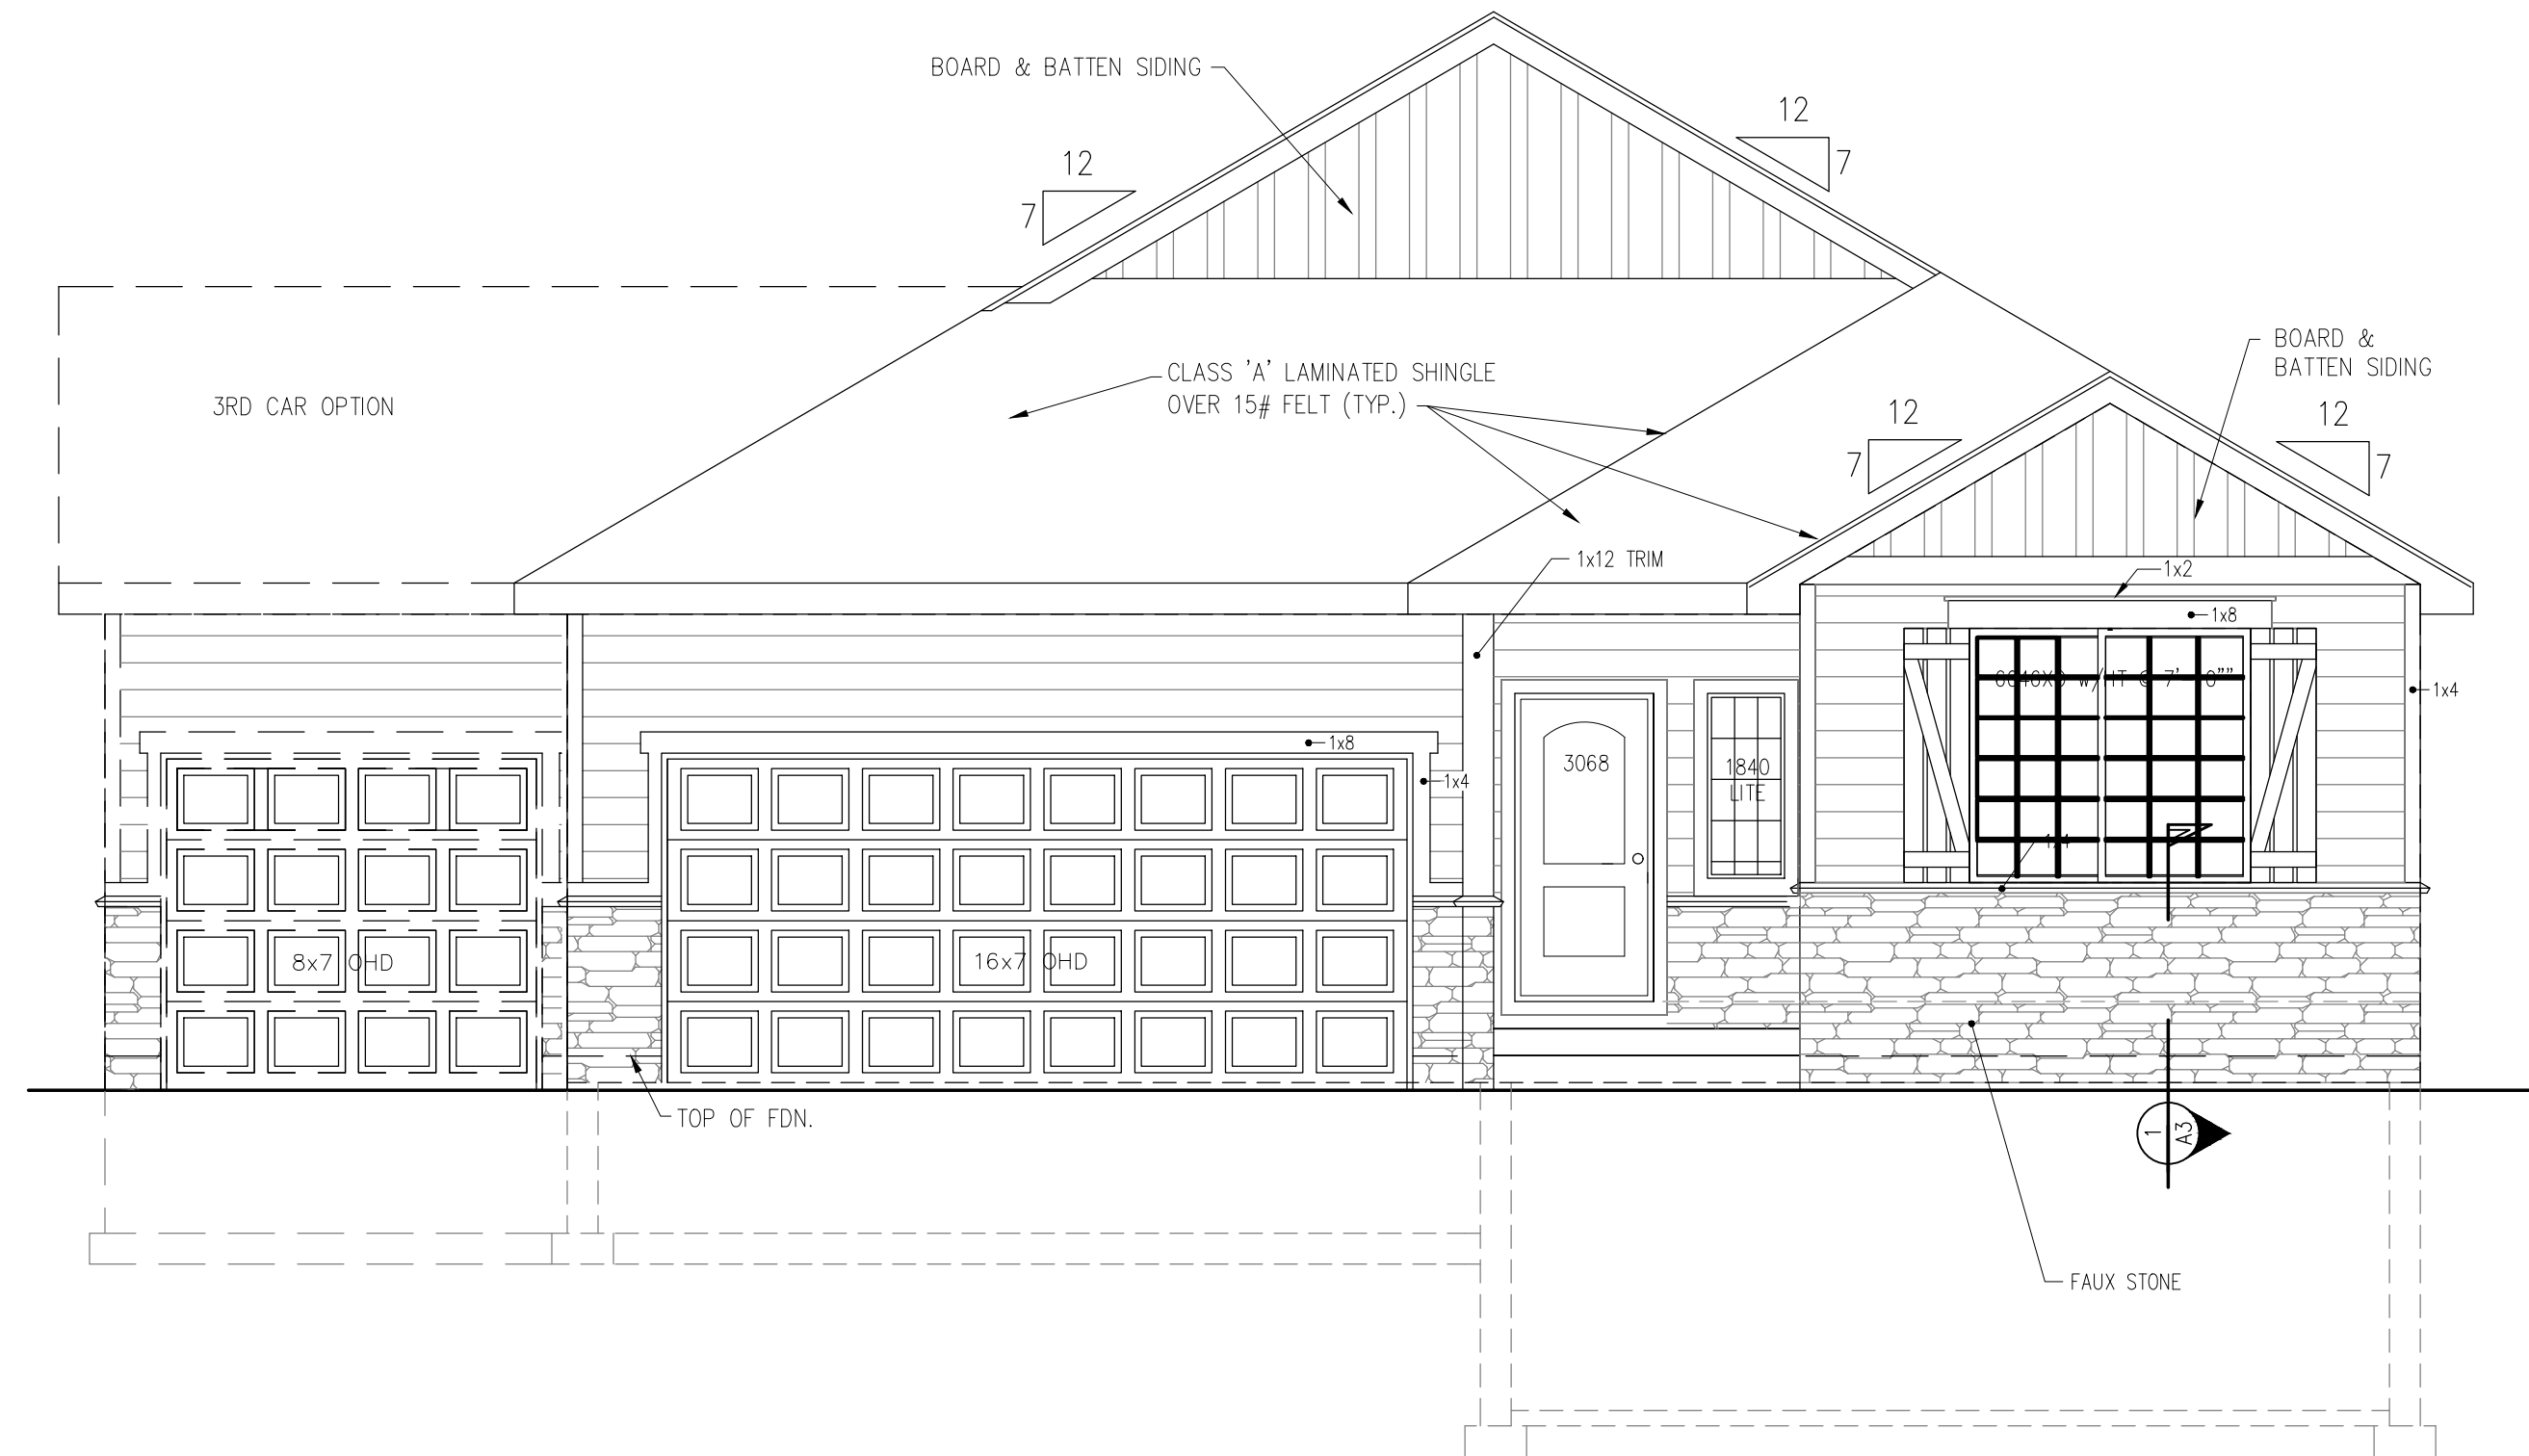 BOARD & BATTEN SIDING
12
7
12
7
BOARD &
BATTEN SIDING
CLASS 'A' LAMINATED SHINGLE
OVER 15# FELT (TYP.)
3RD CAR OPTION
12
7
12
7
1x12 TRIM
1x2
1x8
1x4
1x8
1x4
3068
1840
LITE
1x4
8x7 OHD
16x7 OHD
TOP OF FDN.
1
A3
FAUX STONE